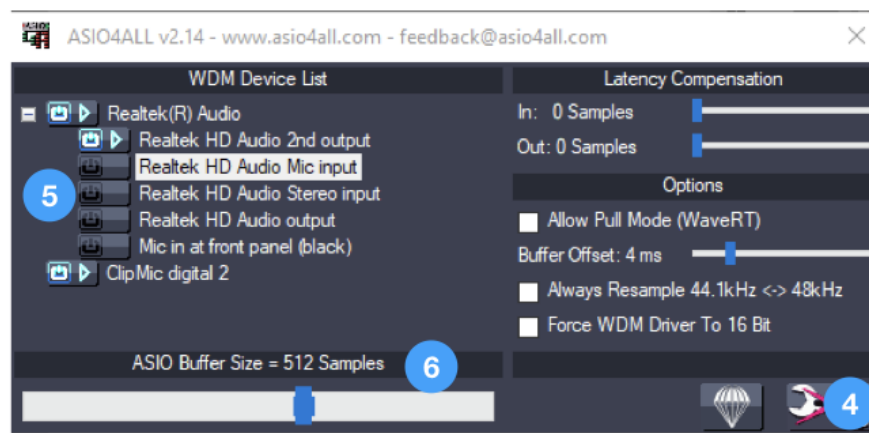 ASIO4ALL v2.14 - www.asio4all.com - feedback@asio4all.com
WDM Device List
Realtek(R) Audio
Realtek HD Audio 2nd output
Realtek HD Audio Mic input
5
Realtek HD Audio Stereo input
Realtek HD Audio output
Mic in at front panel (black)
ClipMic digital 2
ASIO Buffer Size = 512 Samples
6
Latency Compensation
In: 0 Samples
Out: 0 Samples
Options
Allow Pull Mode (WaveRT)
Buffer Offset: 4 ms
Always Resample 44.1kHz <-> 48kHz
Force WDM Driver To 16 Bit
4